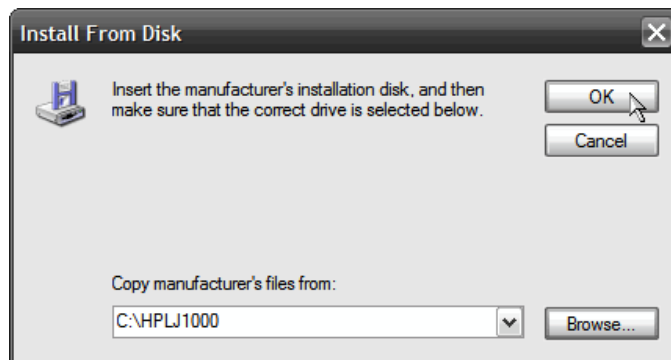 Install From Disk
Insert the manufacturer's installation disk, and then
make sure that the correct drive is selected below.
OK
Cancel
Copy manufacturer's files from:
C:\HPLJ1000
Browse...